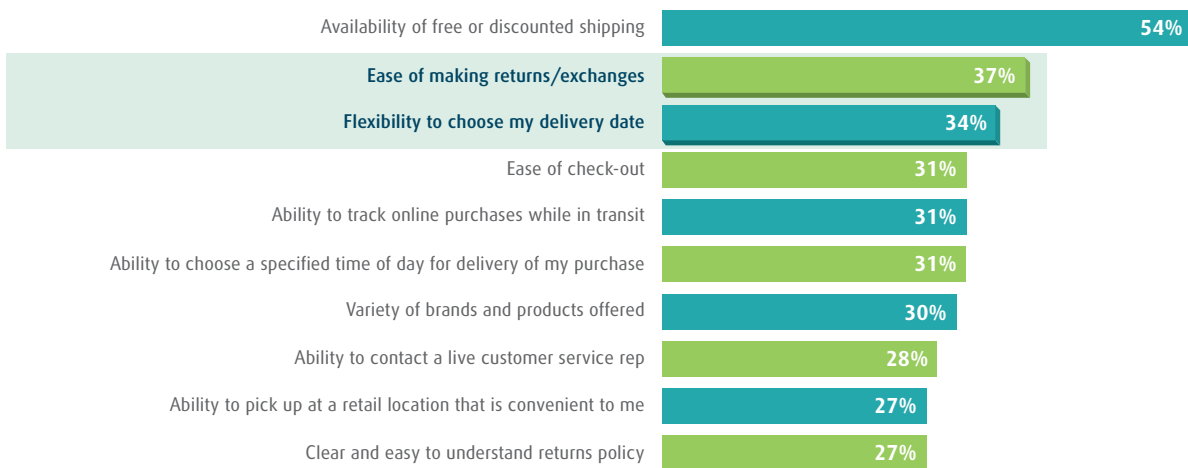 Availability of free or discounted shipping 54%
Ease of making returns/exchanges 37%
Flexibility to choose my delivery date 34%
Ease of check-out 31%
Ability to track online purchases while in transit 31%
Ability to choose a specified time of day for delivery of my purchase 31%
Variety of brands and products offered 30%
Ability to contact a live customer service rep 28%
Ability to pick up at a retail location that is convenient to me 27%
Clear and easy to understand returns policy 27%